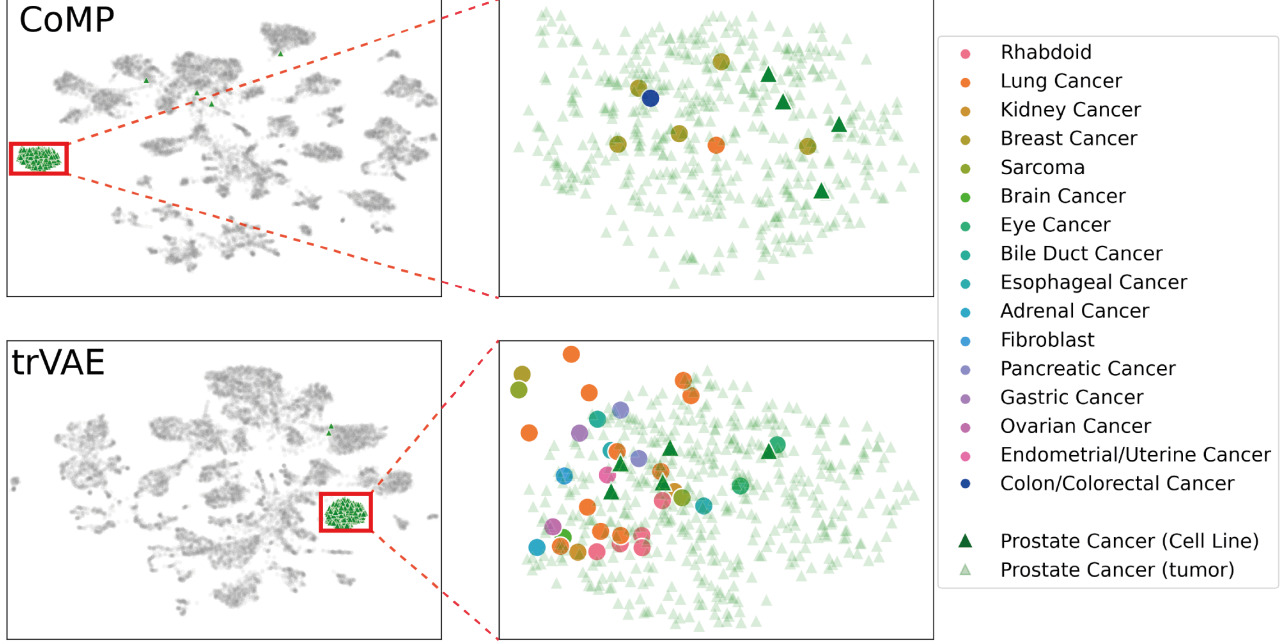 CoMP
trVAE
Rhabdoid
Lung Cancer
Kidney Cancer
Breast Cancer
Sarcoma
Brain Cancer
Eye Cancer
Bile Duct Cancer
Esophageal Cancer
Adrenal Cancer
Fibroblast
Pancreatic Cancer
Gastric Cancer
Ovarian Cancer
Endometrial/Uterine Cancer
Colon/Colorectal Cancer
Prostate Cancer (Cell Line)
Prostate Cancer (tumor)